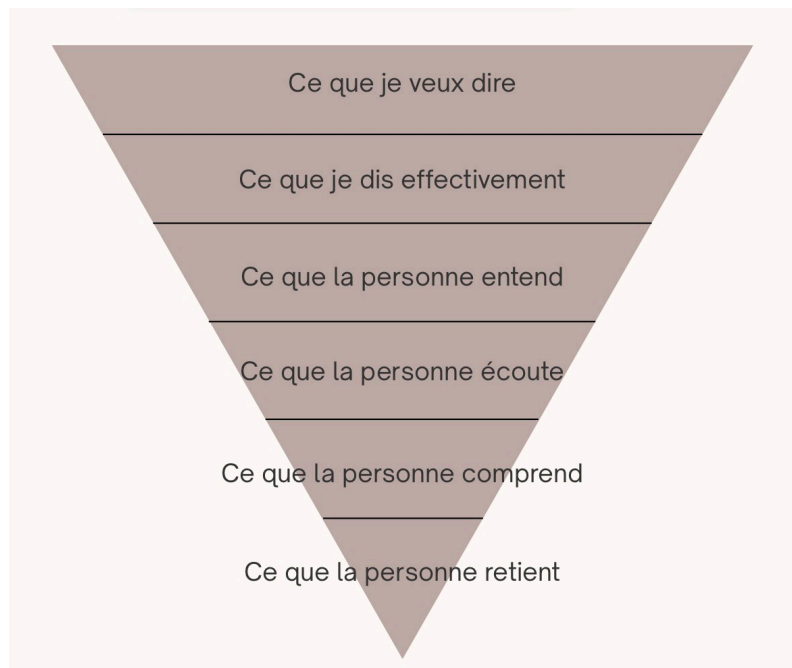 Ce que je veux dire
Ce que je dis effectivement
Ce que la personne entend
Ce que la personne écoute
Ce que la personne comprend
Ce que la personne retient